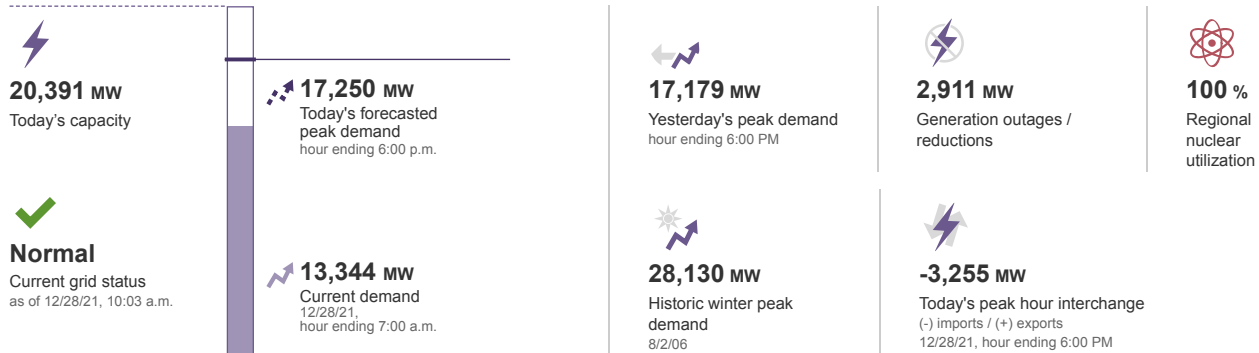 20,391 MW
Today's capacity
Normal
Current grid status
as of 12/28/21, 10:03 a.m.
17,250 MW
Today's forecasted
peak demand
hour ending 6:00 p.m.
13,344 MW
Current demand
12/28/21,
hour ending 7:00 a.m.
17,179 MW
Yesterday's peak demand
hour ending 6:00 PM
2,911 MW
Generation outages /
reductions
100 %
Regional
nuclear
utilization
28,130 MW
Historic winter peak
demand
8/2/06
-3,255 MW
Today's peak hour interchange
(-) imports / (+) exports
12/28/21, hour ending 6:00 PM